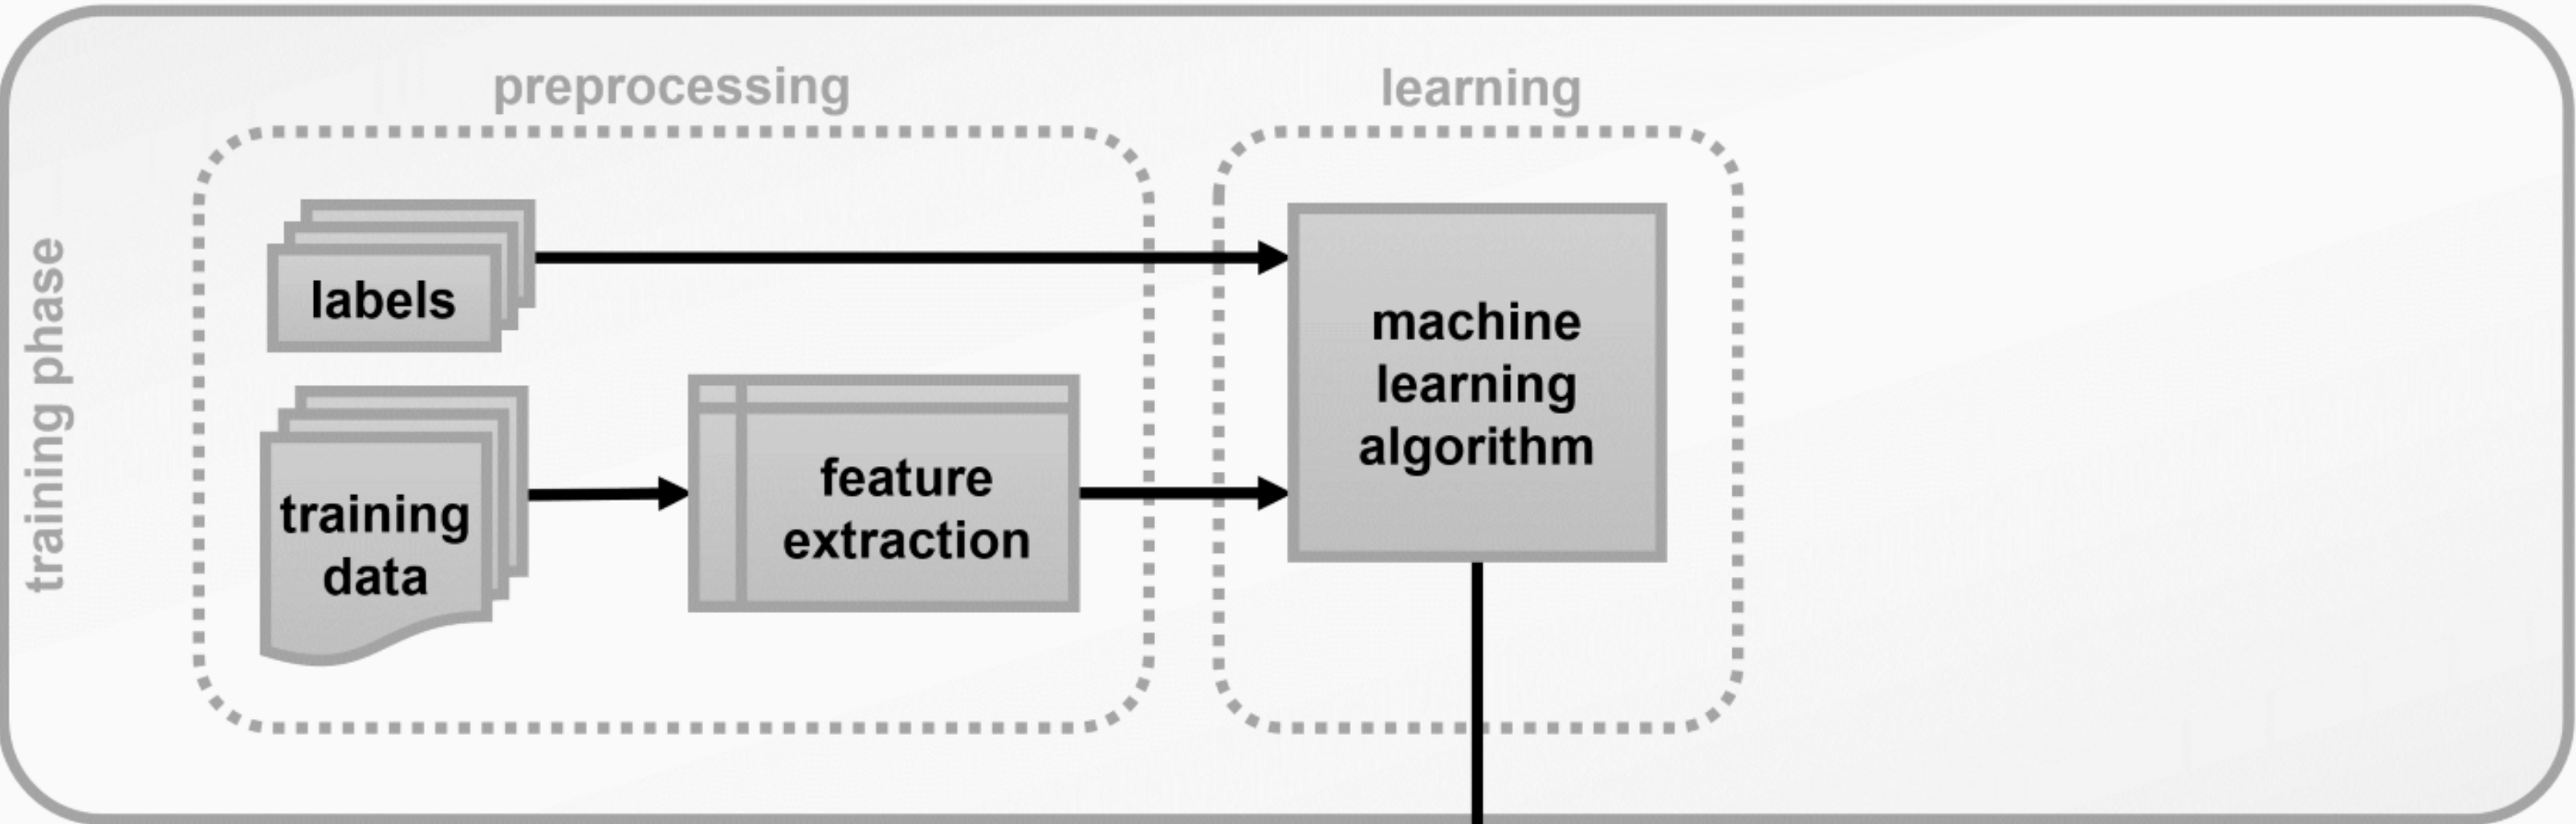 training phase
preprocessing
learning
labels
training
data
feature
extraction
machine
learning
algorithm